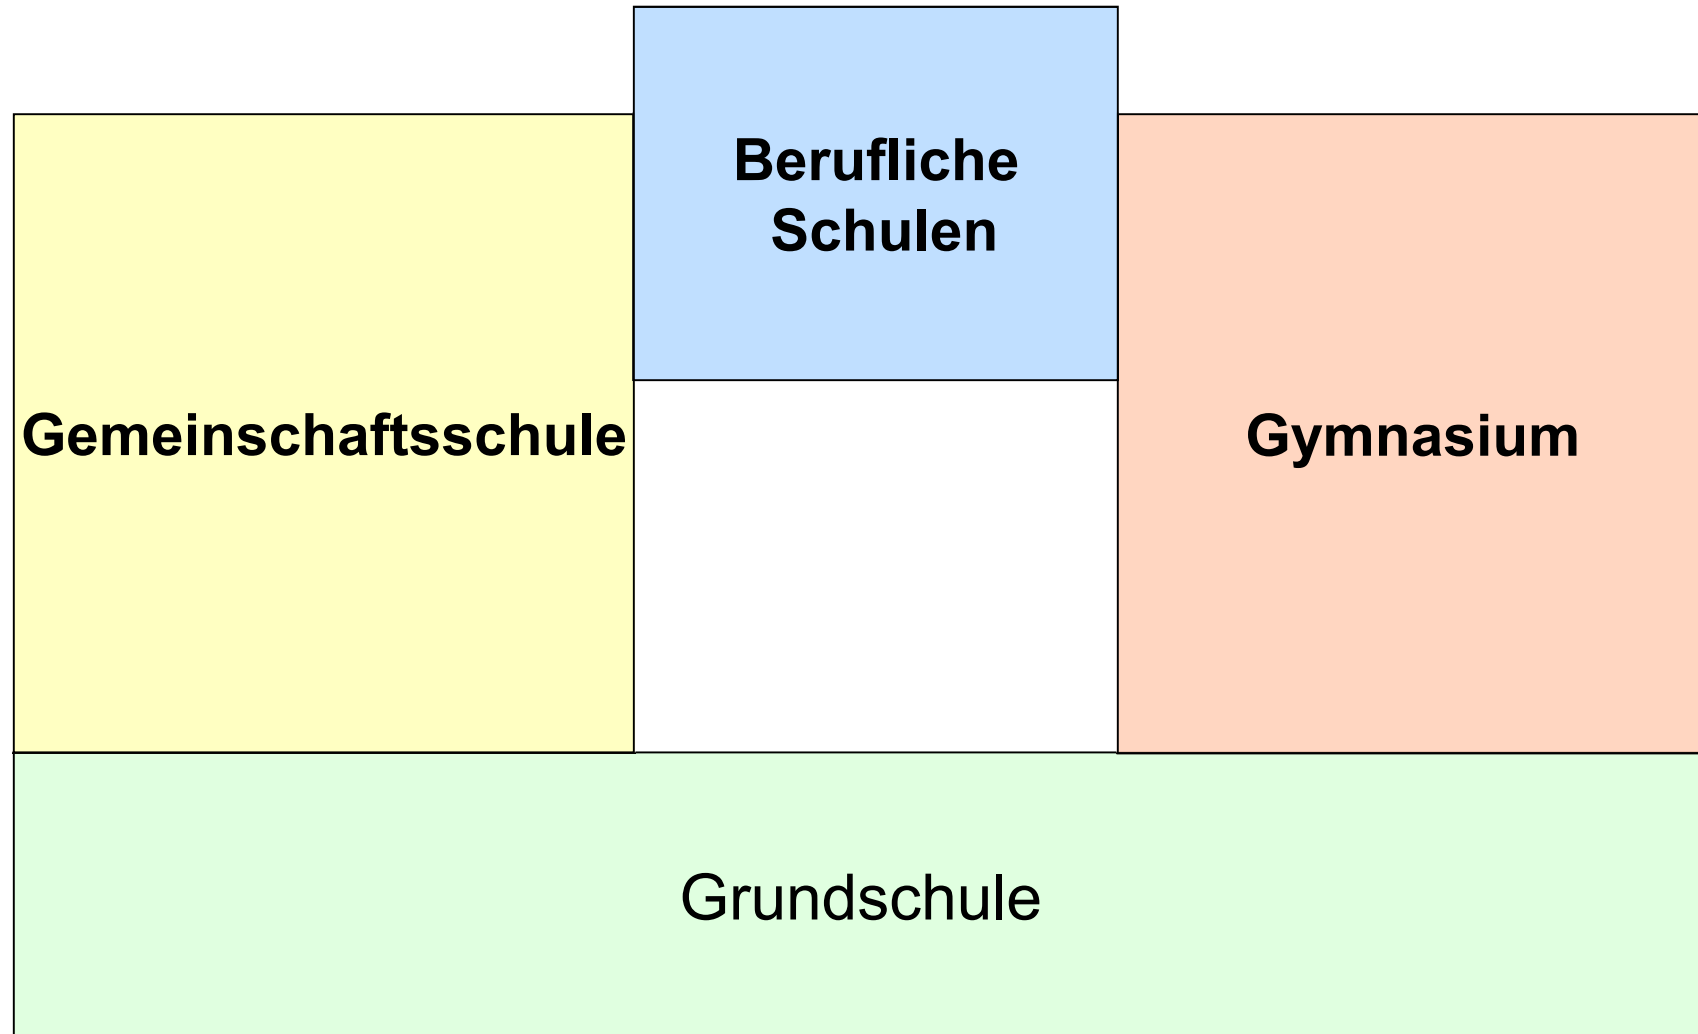 Berufliche
Schulen
Gemeinschaftsschule
Gymnasium
Grundschule